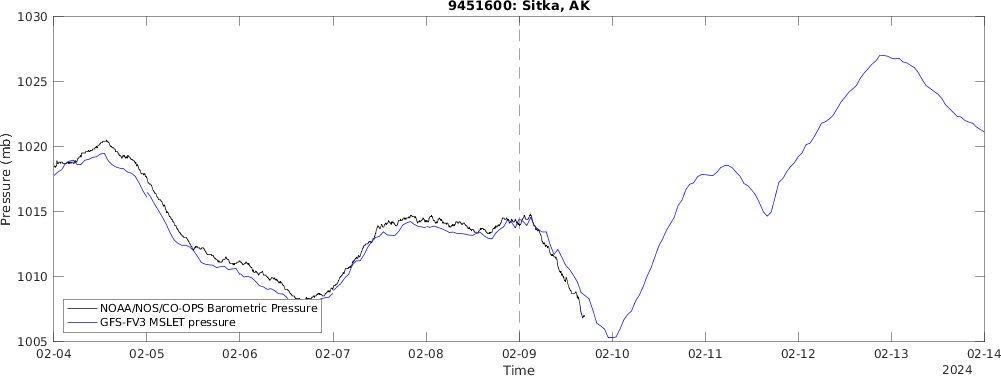 9451600: Sitka, AK
Pressure (mb)
1030
1025
1020
1015
1010
1005
NOAA/NOS/CO-OPS Barometric Pressure
GFS-FV3 MSLET pressure
02-04 02-05 02-06 02-07 02-08 02-09 02-10 02-11 02-12 02-13 02-14
Time
2024